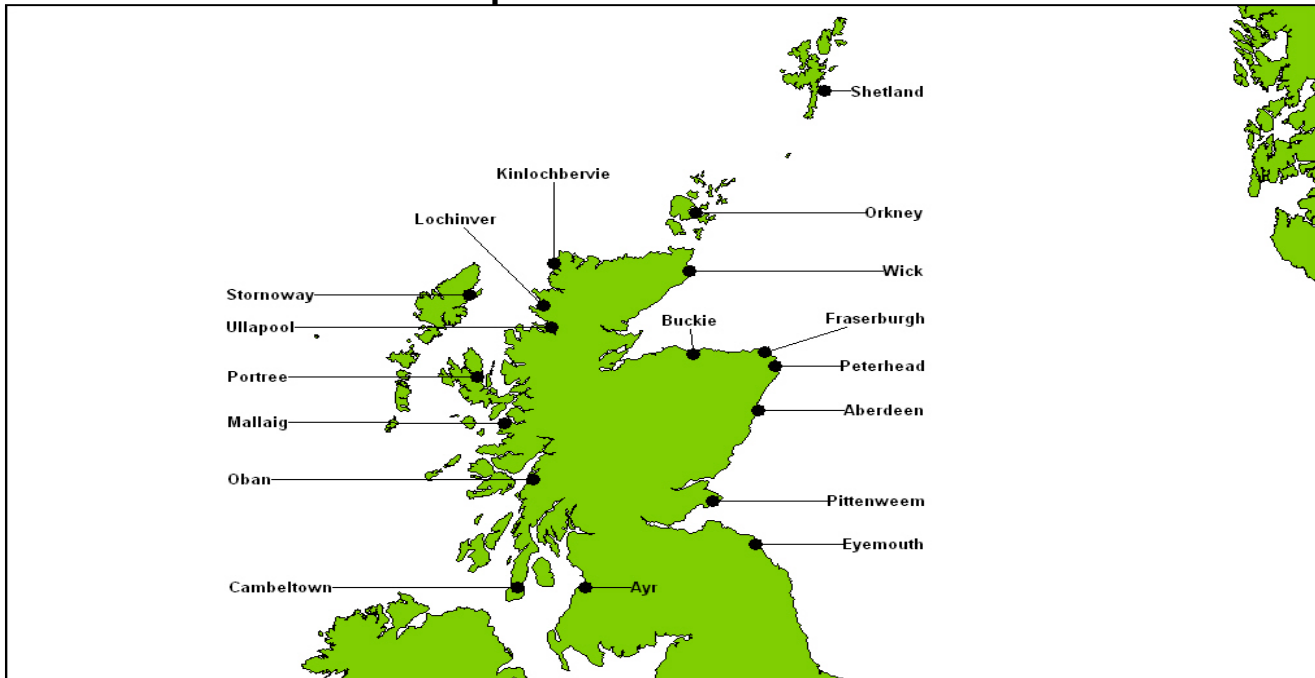 Shetland
Kinlochbervie
Orkney
Lochinver
Wick
Stornoway
Ullapool
Buckie
Fraserburgh
Peterhead
Portree
Aberdeen
Mallaig
Oban
Pittenweem
Eyemouth
Cambeltown
Ayr